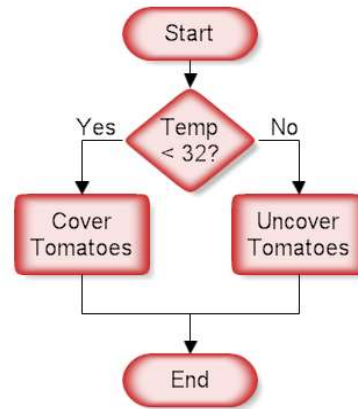 Start
Yes
Temp
< 32?
No
Cover
Tomatoes
Uncover
Tomatoes
End